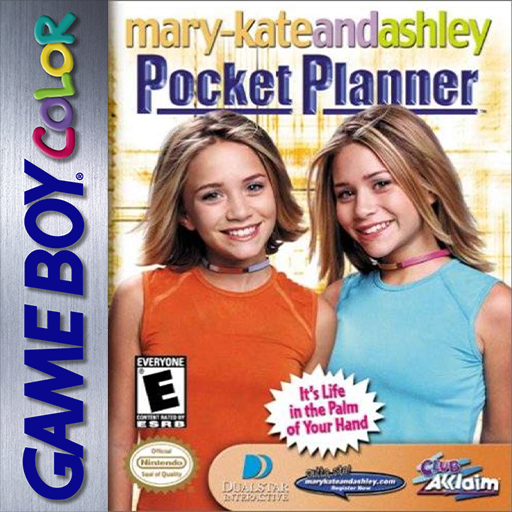 GAME BOY COLOR
mary-kateandashley
Pocket Planner
EVERYONE
E
CONTENT RATED BY
ESRB
It's Life
in the Palm
of Your Hand
Official
Nintendo
Seal of Quality
DUALSTAR
INTERACTIVE
marykateandashley.com
Register Now
CLUB
AKklaim